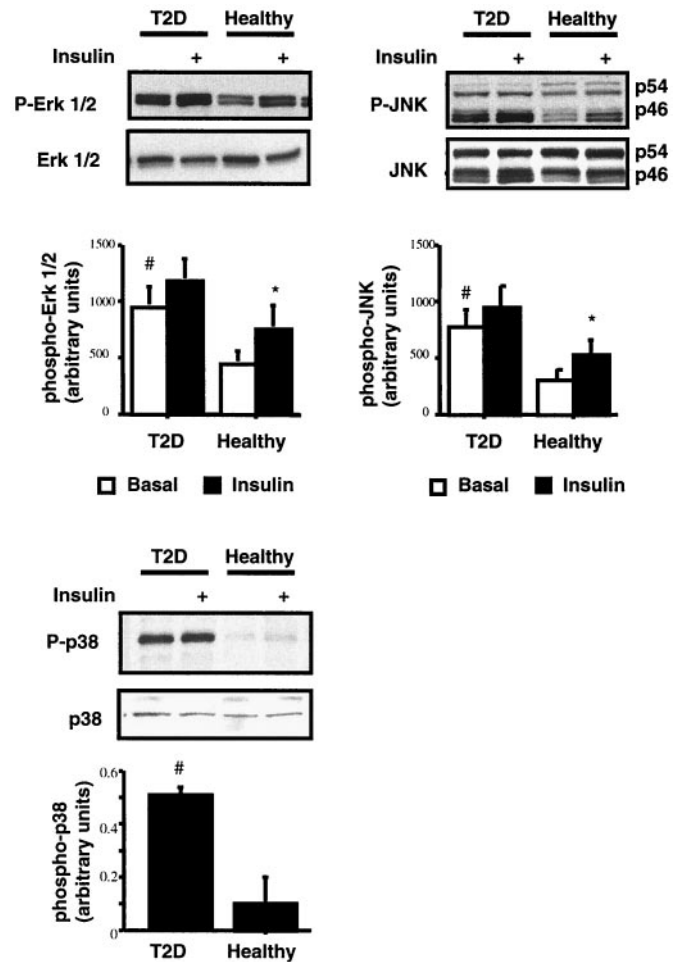 T2D Healthy
Insulin + +
P-Erk 1/2
Erk 1/2
phospho-Erk 1/2
(arbitrary units)
1500
1000
500
0
#
*
T2D Healthy
Basal Insulin
T2D Healthy
Insulin + +
P-JNK
p54
p46
JNK
p54
p46
phospho-JNK
(arbitrary units)
1500
1000
500
0
#
*
T2D Healthy
Basal Insulin
T2D Healthy
Insulin + +
P-p38
p38
phospho-p38
(arbitrary units)
0.6
0.4
0.2
0
#
T2D Healthy